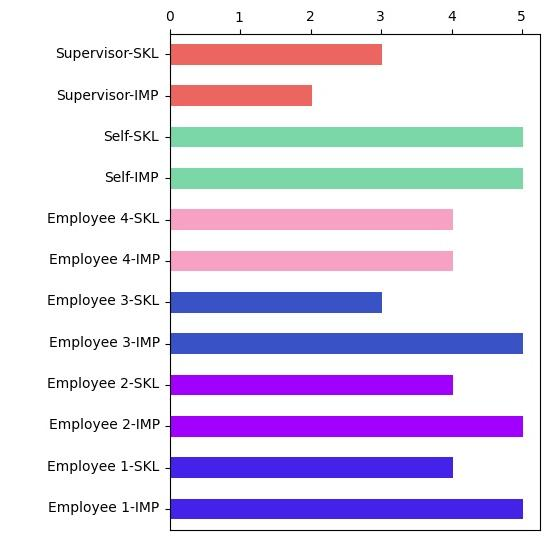 0 1 2 3 4 5
Supervisor-SKL
Supervisor-IMP
Self-SKL
Self-IMP
Employee 4-SKL
Employee 4-IMP
Employee 3-SKL
Employee 3-IMP
Employee 2-SKL
Employee 2-IMP
Employee 1-SKL
Employee 1-IMP